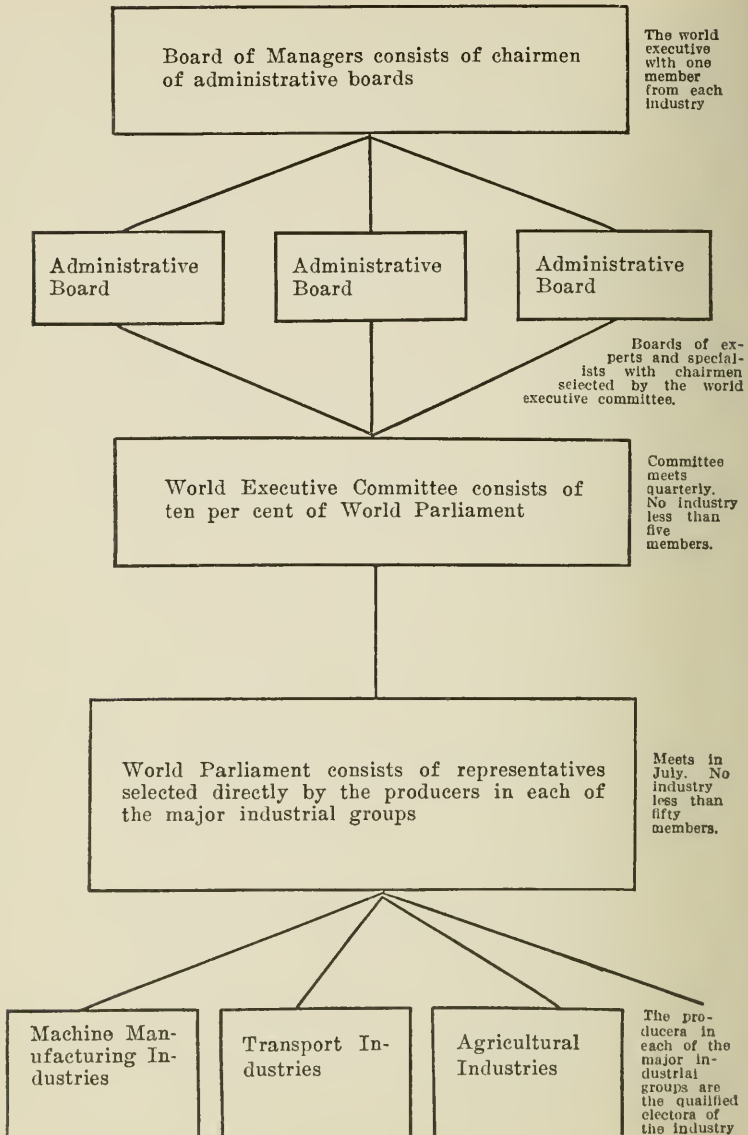 Board of Managers consists of chairmen
of administrative boards
The world
executive
with one
member
from each
industry
Administrative
Board
Administrative
Board
Administrative
Board
Boards of ex-
perts and special-
ists with chairmen
selected by the world
executive committee.
World Executive Committee consists of
ten per cent of World Parliament
Committee
meets
quarterly.
No industry
less than
five
members.
World Parliament consists of representatives
selected directly by the producers in each of
the major industrial groups
Meets in
July. No
industry
less than
fifty
members.
Machine Man-
ufacturing In-
dustries
Transport In-
dustries
Agricultural
Industries
The pro-
ducers in
each of the
major in-
dustrial
groups are
the qualified
electors of
the industry